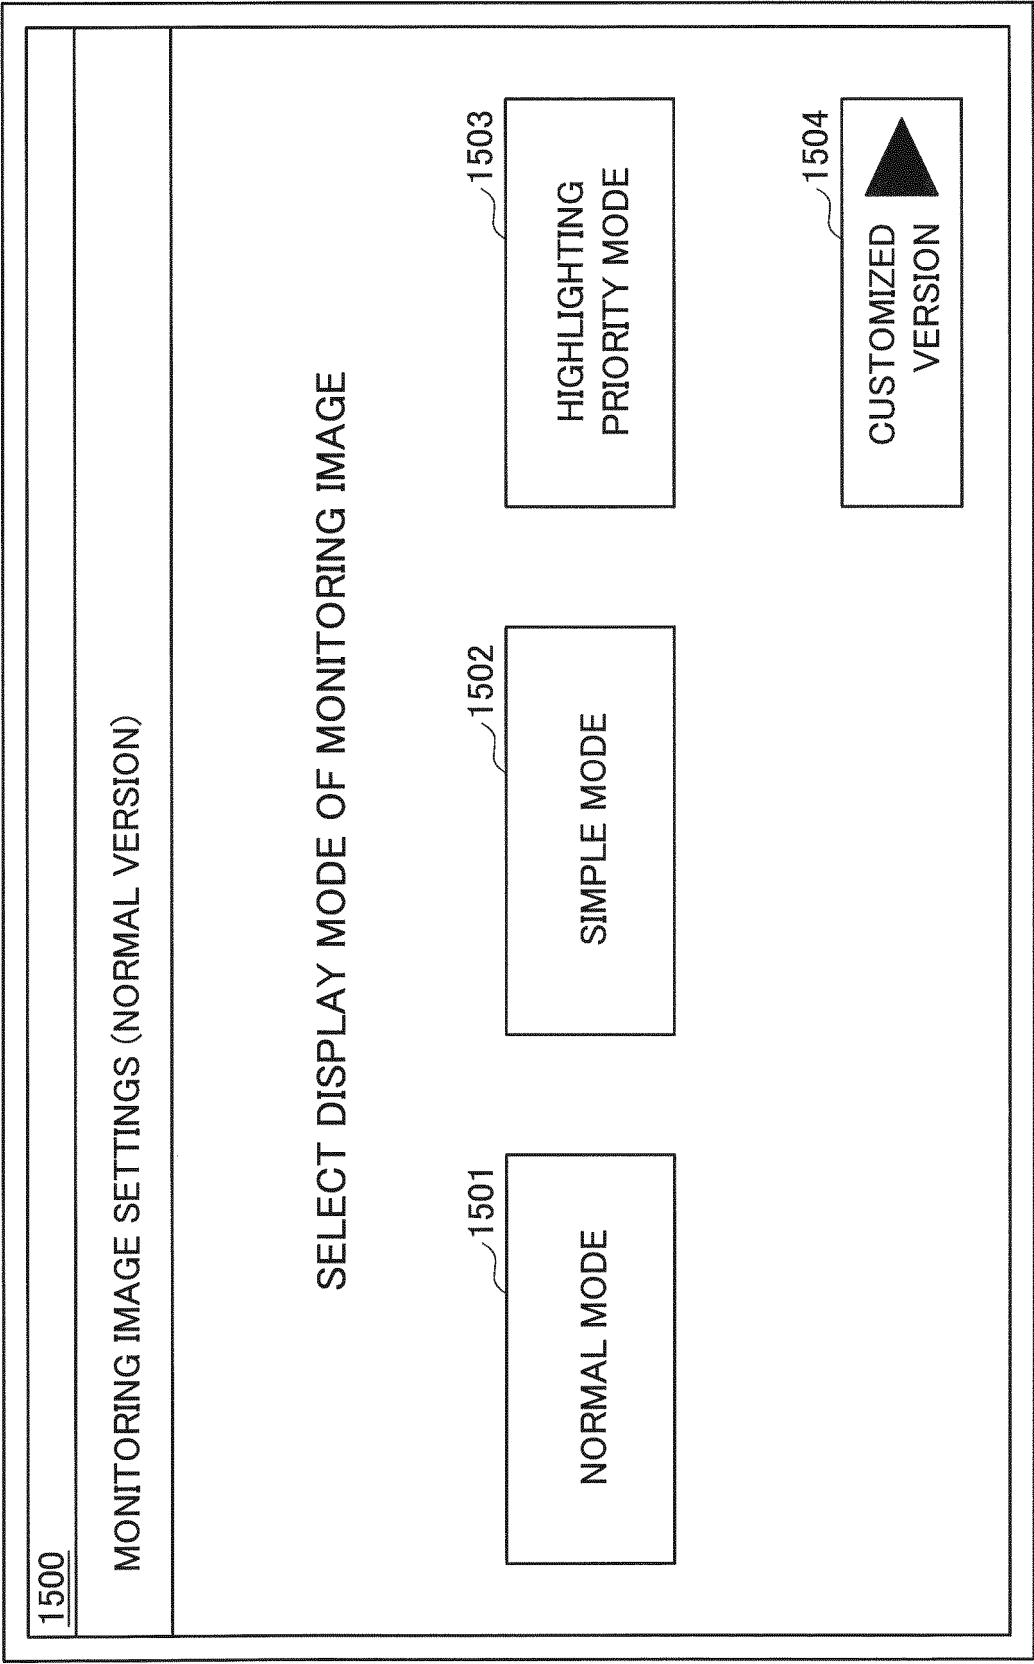 1500
MONITORING IMAGE SETTINGS (NORMAL VERSION)
SELECT DISPLAY MODE OF MONITORING IMAGE
1501
NORMAL MODE
1502
SIMPLE MODE
1503
HIGHLIGHTING
PRIORITY MODE
1504
CUSTOMIZED
VERSION